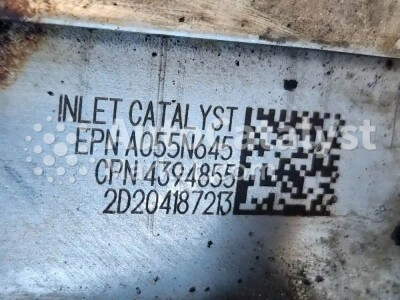 INLET CATALYST
EPN A055N645
CPN 4394855
2D204187213